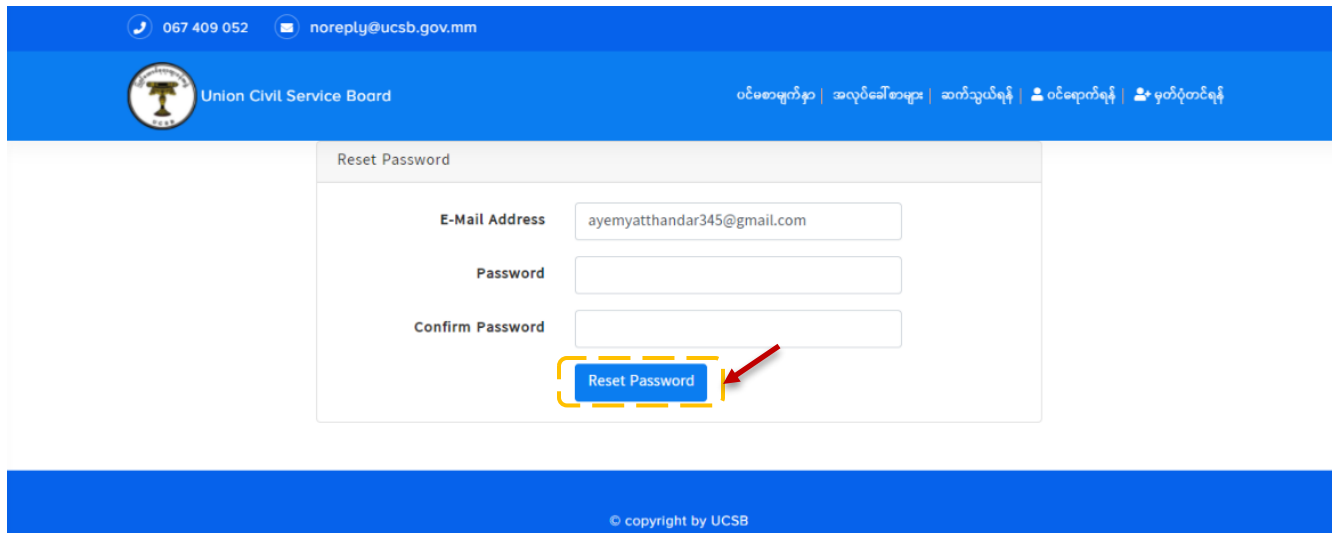 067 409 052 noreply@ucsb.gov.mm
Union Civil Service Board
ပင်မစာမျက်နှာ | အလုပ်ခေါ်စာများ | ဆက်သွယ်ရန် | ဝင်ရောက်ရန် | မှတ်ပုံတင်ရန်
UCSB
Reset Password
E-Mail Address ayemyatthandar345@gmail.com
Password
Confirm Password
Reset Password
© copyright by UCSB